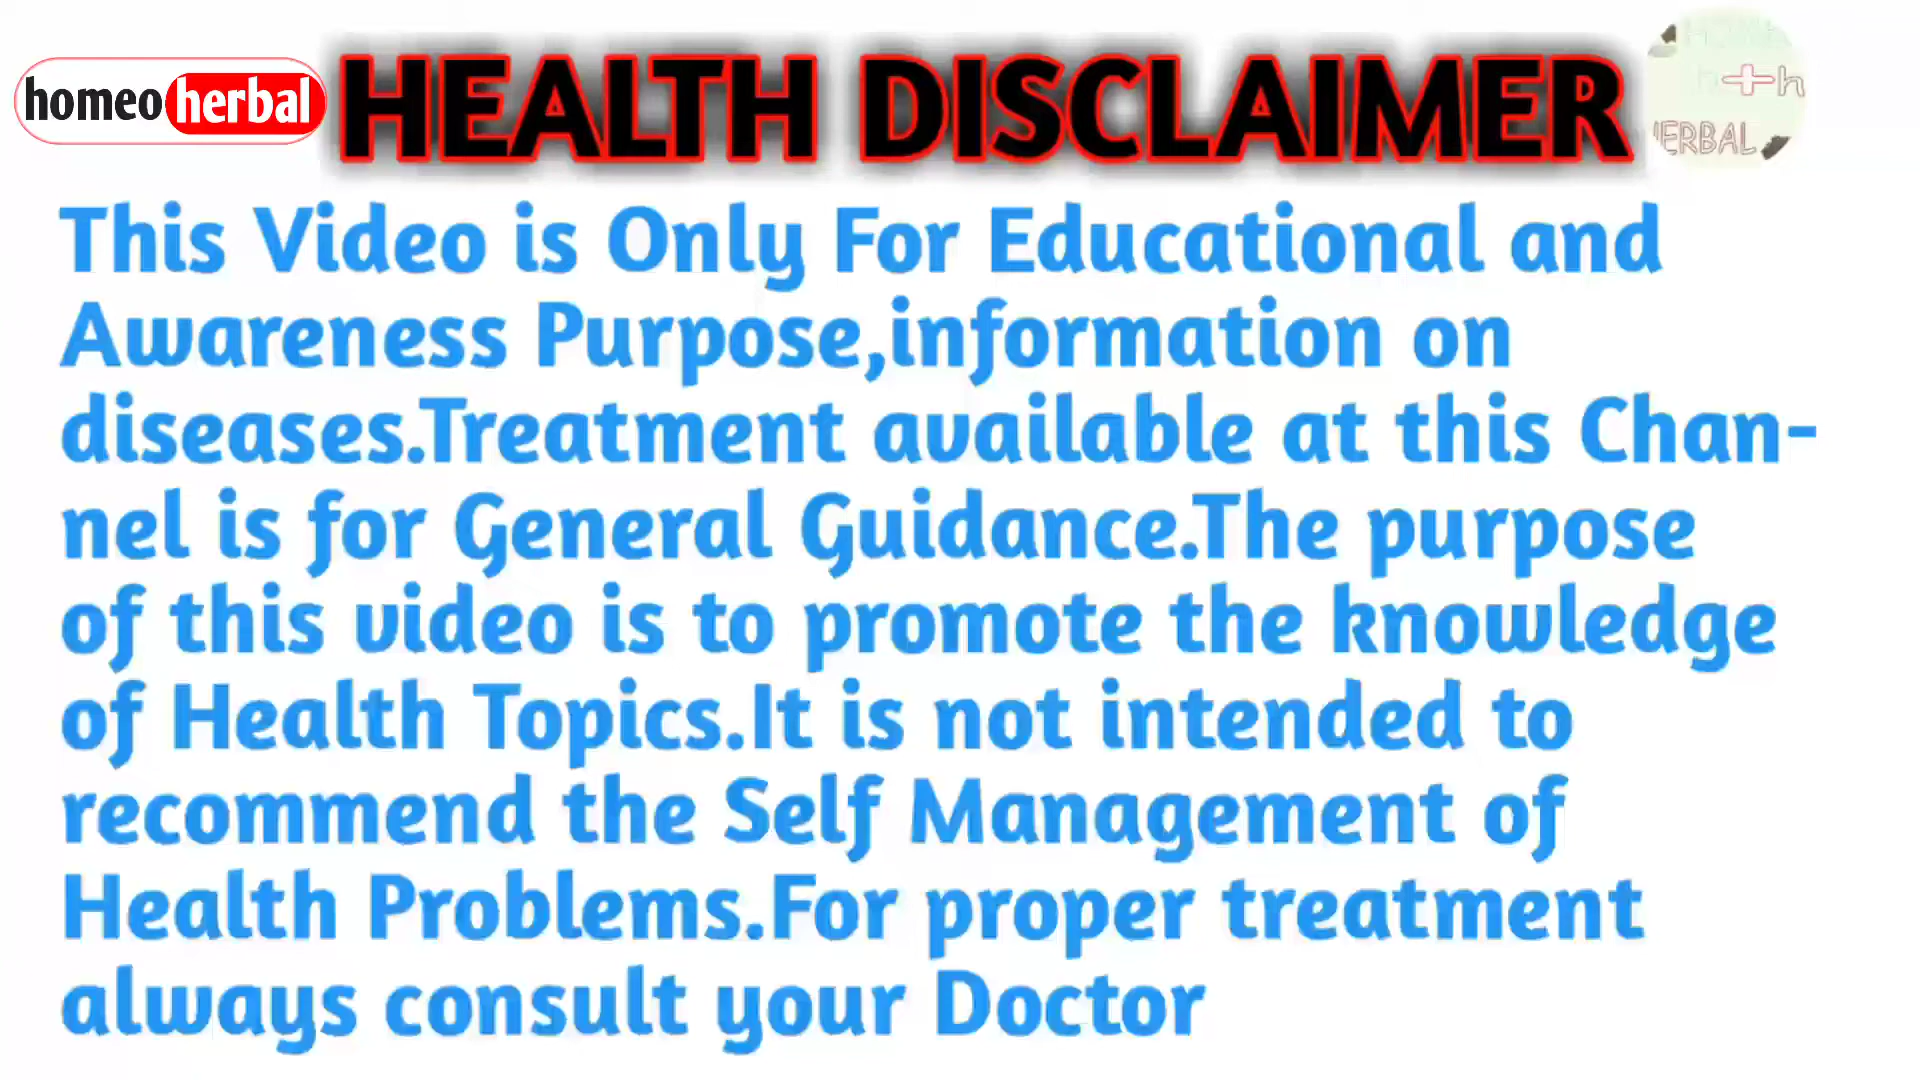 homeo herbal HEALTH DISCLAIMER
h+h
HERBAL
This Video is Only For Educational and
Awareness Purpose,information on
diseases.Treatment available at this Chan-
nel is for General Guidance.The purpose
of this video is to promote the knowledge
of Health Topics.It is not intended to
recommend the Self Management of
Health Problems.For proper treatment
always consult your Doctor